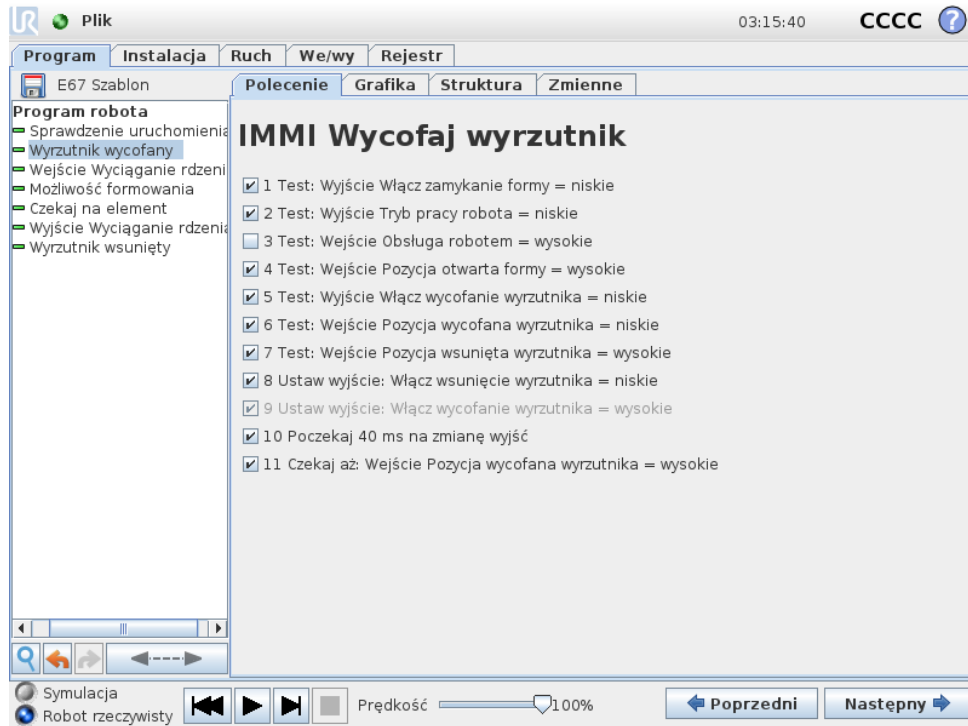 UR Plik 03:15:40 CCCC ?
Program Instalacja Ruch We/wy Rejestr
E67 Szablon
Polecenie Grafika Struktura Zmienne
Program robota
Sprawdzenie uruchomienia
Wyrzutnik wycofany
Wejście Wyciąganie rdzeni
Możliwość formowania
Czekaj na element
Wyjście Wyciąganie rdzenia
Wyrzutnik wsunięty
IMMI Wycofaj wyrzutnik
1 Test: Wyjście Włącz zamykanie formy = niskie
2 Test: Wyjście Tryb pracy robota = niskie
3 Test: Wejście Obsługa robotem = wysokie
4 Test: Wejście Pozycja otwarta formy = wysokie
5 Test: Wyjście Włącz wycofanie wyrzutnika = niskie
6 Test: Wejście Pozycja wycofana wyrzutnika = niskie
7 Test: Wejście Pozycja wsunięta wyrzutnika = wysokie
8 Ustaw wyjście: Włącz wsunięcie wyrzutnika = niskie
9 Ustaw wyjście: Włącz wycofanie wyrzutnika = wysokie
10 Poczekaj 40 ms na zmianę wyjść
11 Czekaj aż: Wejście Pozycja wycofana wyrzutnika = wysokie
Symulacja
Robot rzeczywisty
Prędkość 100%
Poprzedni Następny